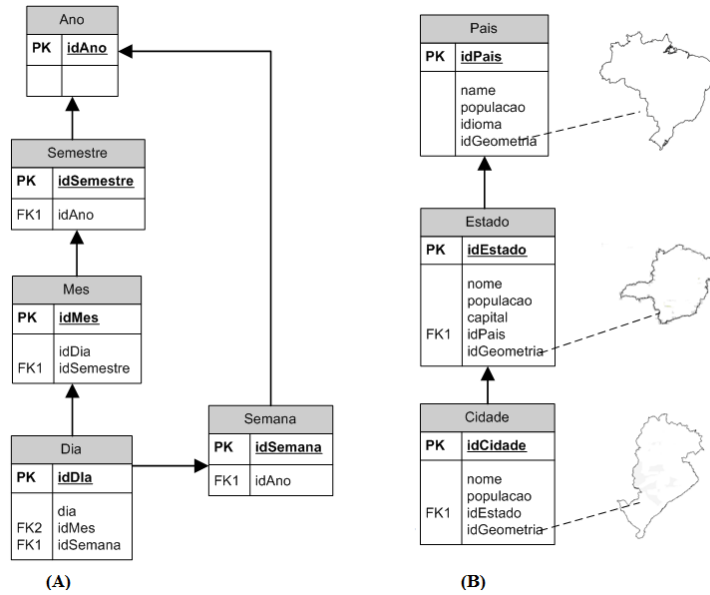 Ano
PK idAno
Semestre
PK idSemestre
FK1 idAno
Mes
PK idMes
idDia
FK1 idSemestre
Dia
PK idDIa
dia
FK2 idMes
FK1 idSemana
Semana
PK idSemana
FK1 idAno
(A)
Pais
PK idPais
name
populacao
idioma
idGeometria
Estado
PK idEstado
nome
populacao
capital
FK1 idPais
idGeometria
Cidade
PK idCidade
nome
populacao
FK1 idEstado
idGeometria
(B)